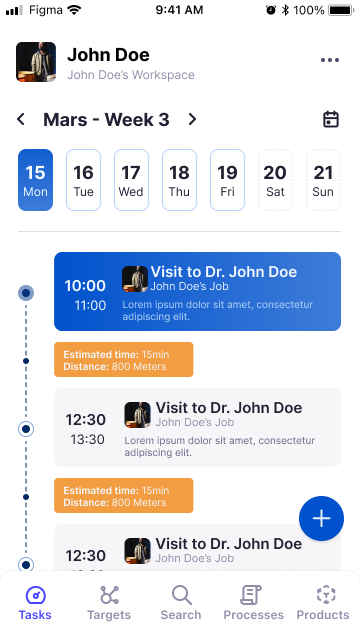 Figma
9:41 AM
100%
John Doe
John Doe's Workspace
Mars - Week 3
15 16 17 18 19 20 21
Mon Tue Wed Thu Fri Sat Sun
10:00
11:00
Visit to Dr. John Doe
John Doe's Job
Lorem ipsum dolor sit amet, consectetur
adipiscing elit.
Estimated time: 15min
Distance: 800 Meters
12:30
13:30
Visit to Dr. John Doe
John Doe's Job
Lorem ipsum dolor sit amet, consectetur
adipiscing elit.
Estimated time: 15min
Distance: 800 Meters
12:30
Visit to Dr. John Doe
John Doe's Job
Tasks Targets Search Processes Products